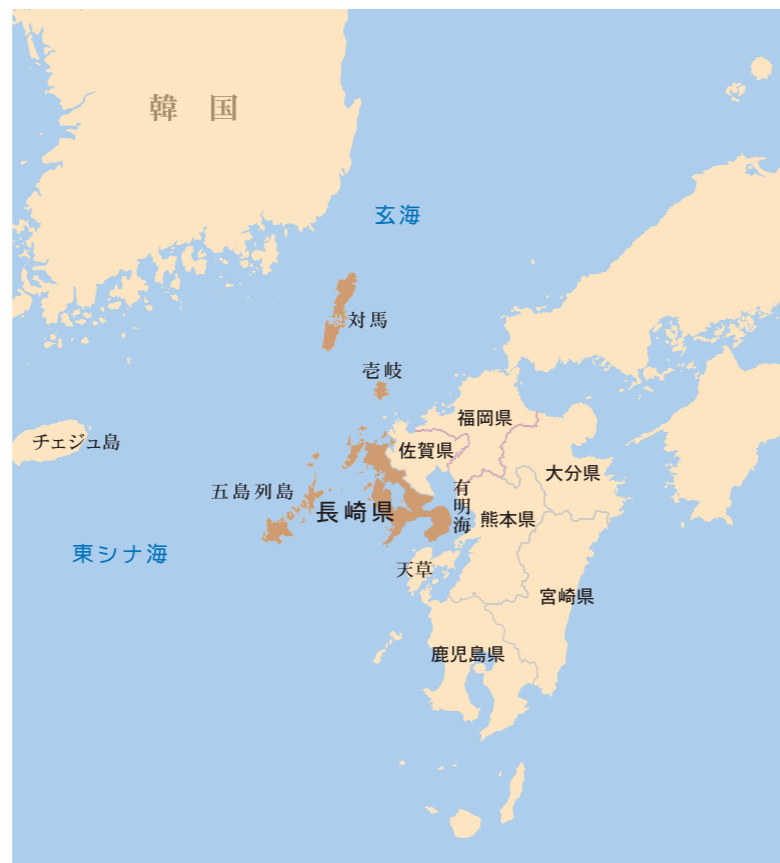 韓国
玄海
対馬
壱岐
福岡県
チェジュ島
佐賀県
大分県
五島列島
長崎県
有明海
熊本県
東シナ海
天草
宮崎県
鹿児島県